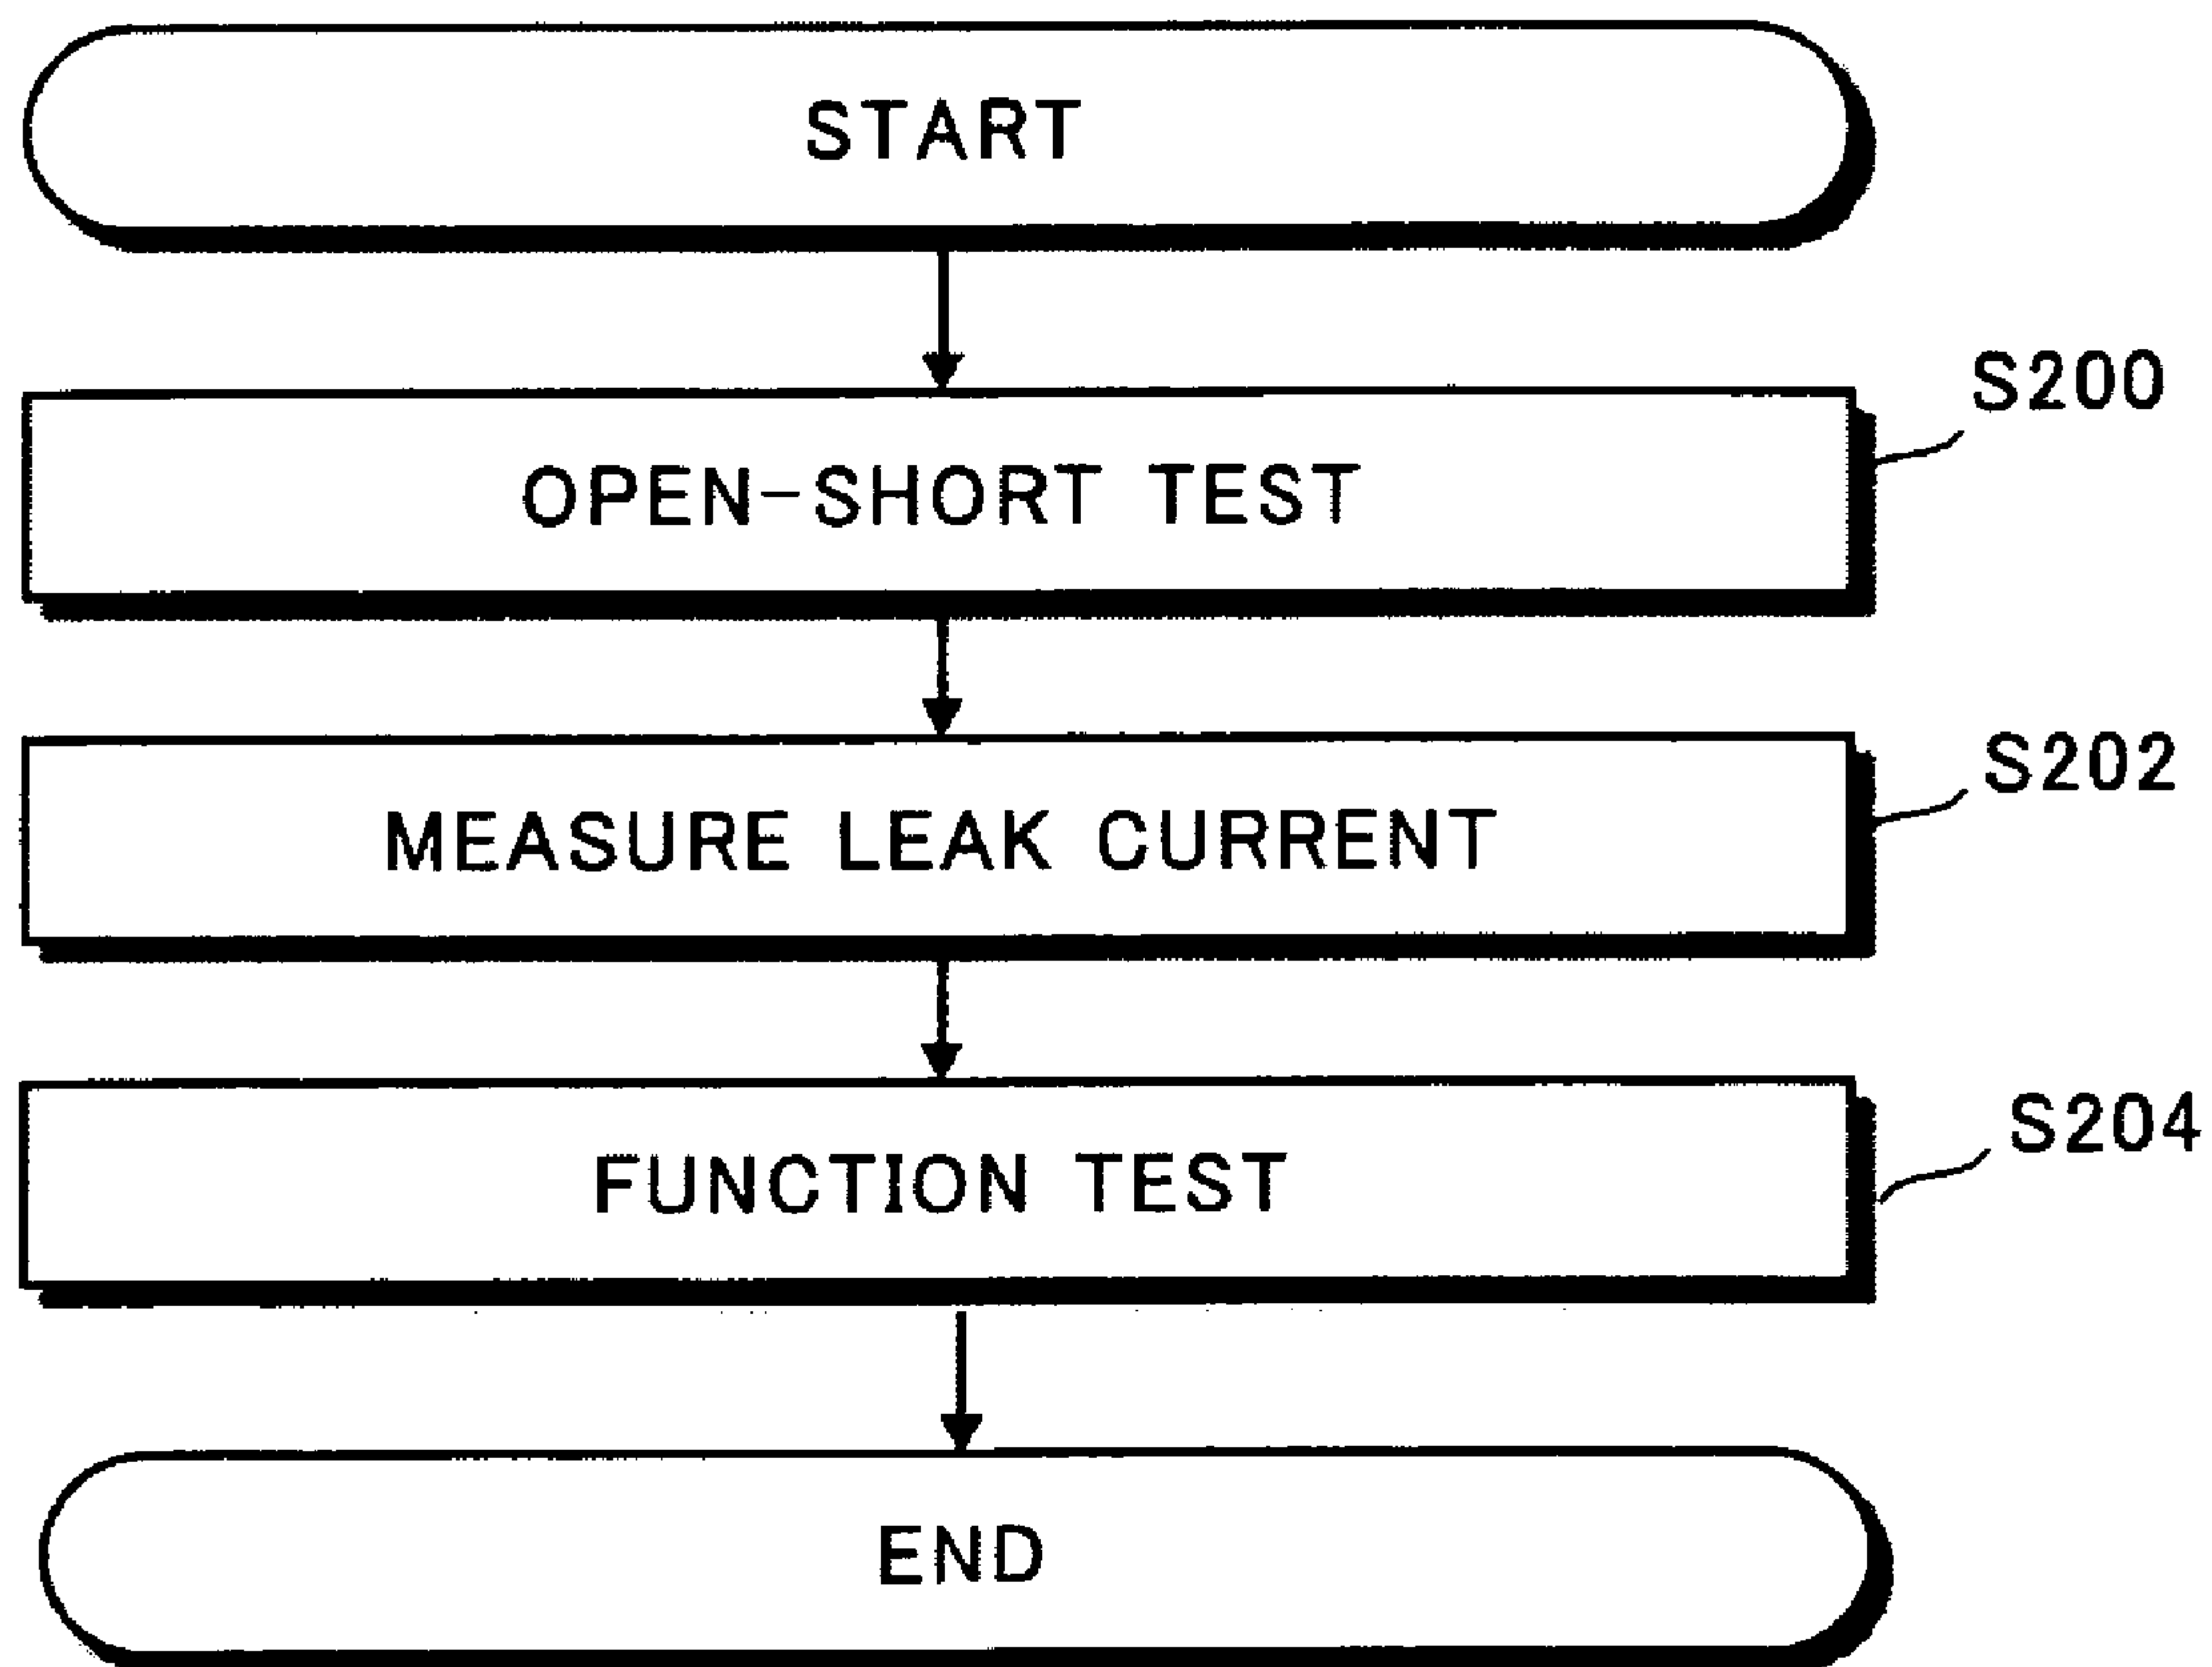 START
S200
OPEN-SHORT TEST
S202
MEASURE LEAK CURRENT
S204
FUNCTION TEST
END